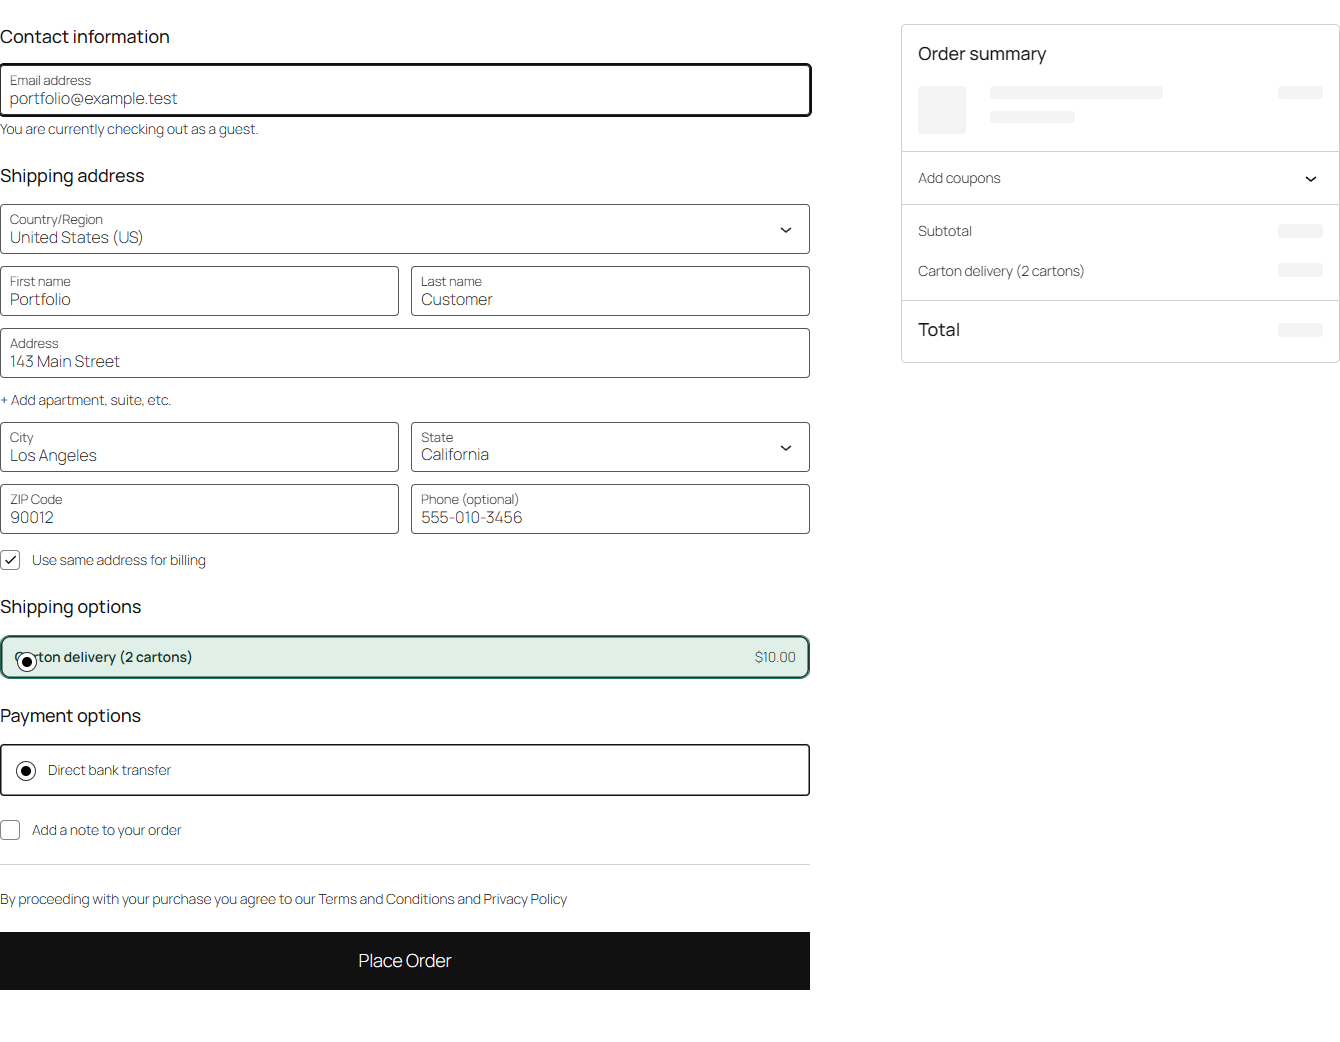 Contact information
Email address
portfolio@example.test
You are currently checking out as a guest.
Shipping address
Country/Region
United States (US)
First name
Portfolio
Last name
Customer
Address
143 Main Street
+ Add apartment, suite, etc.
City
Los Angeles
State
California
ZIP Code
90012
Phone (optional)
555-010-3456
Use same address for billing
Shipping options
Carton delivery (2 cartons)
$10.00
Payment options
Direct bank transfer
Add a note to your order
By proceeding with your purchase you agree to our Terms and Conditions and Privacy Policy
Place Order
Order summary
Add coupons
Subtotal
Carton delivery (2 cartons)
Total